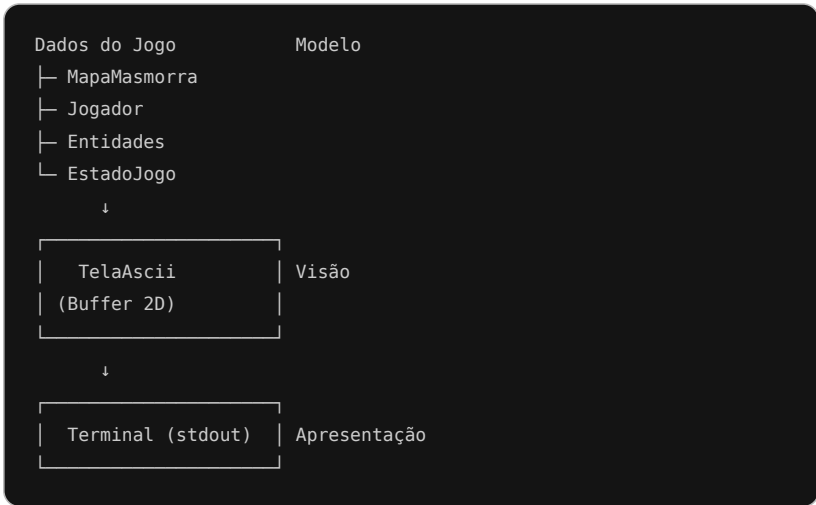 Dados do Jogo           Modelo
├─ MapaMasmorra
├─ Jogador
├─ Entidades
└─ EstadoJogo
      ↓
┌─────────────────────┐
│   TelaAscii         │ Visão
│ (Buffer 2D)         │
└─────────────────────┘
      ↓
┌─────────────────────┐
│  Terminal (stdout)  │ Apresentação
└─────────────────────┘